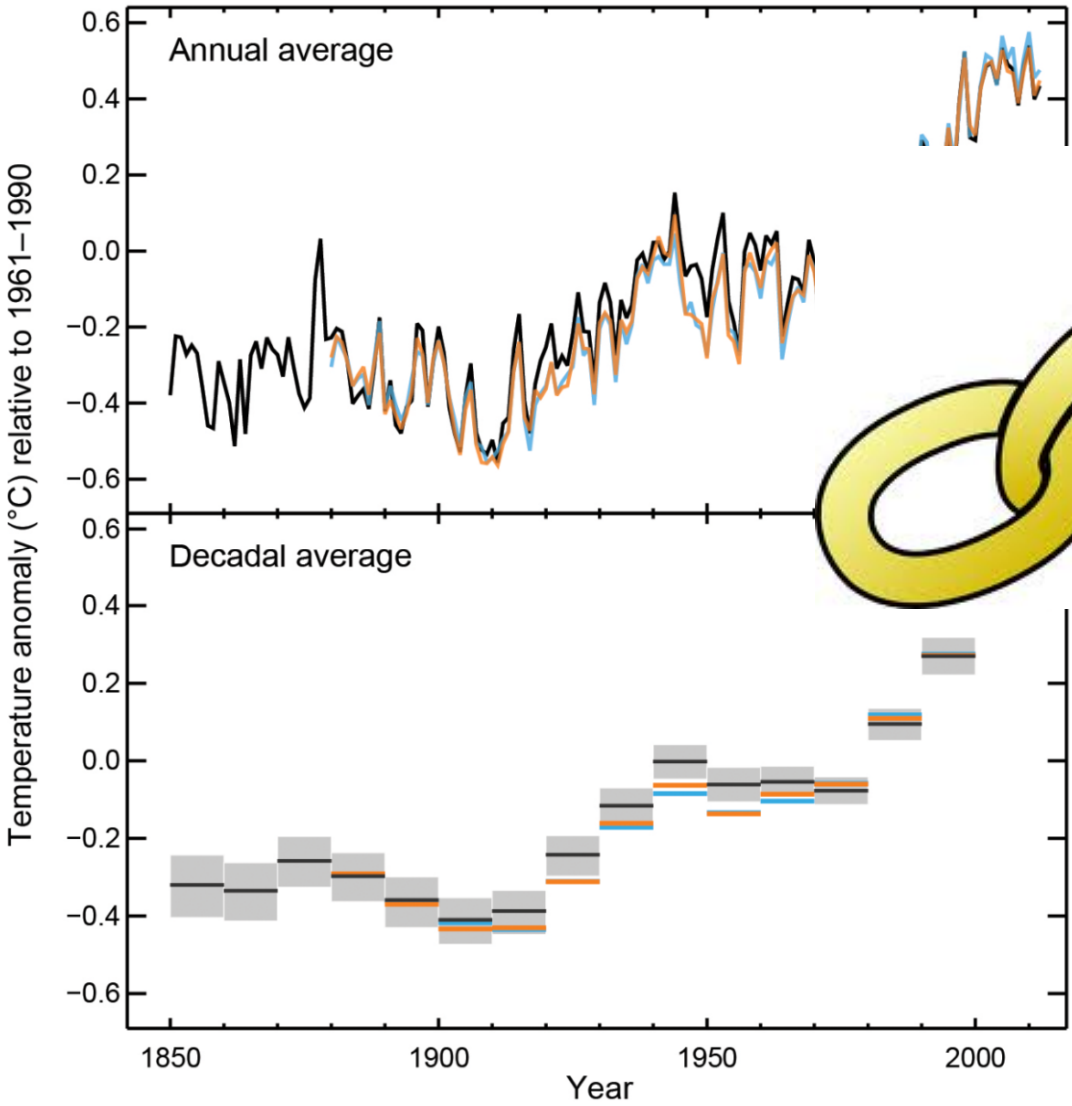 Temperature anomaly (°C) relative to 1961–1990
Annual average
0.6
0.4
0.2
0.0
−0.2
−0.4
−0.6
Decadal average
0.6
0.4
0.2
0.0
−0.2
−0.4
−0.6
1850 1900 1950 2000
Year